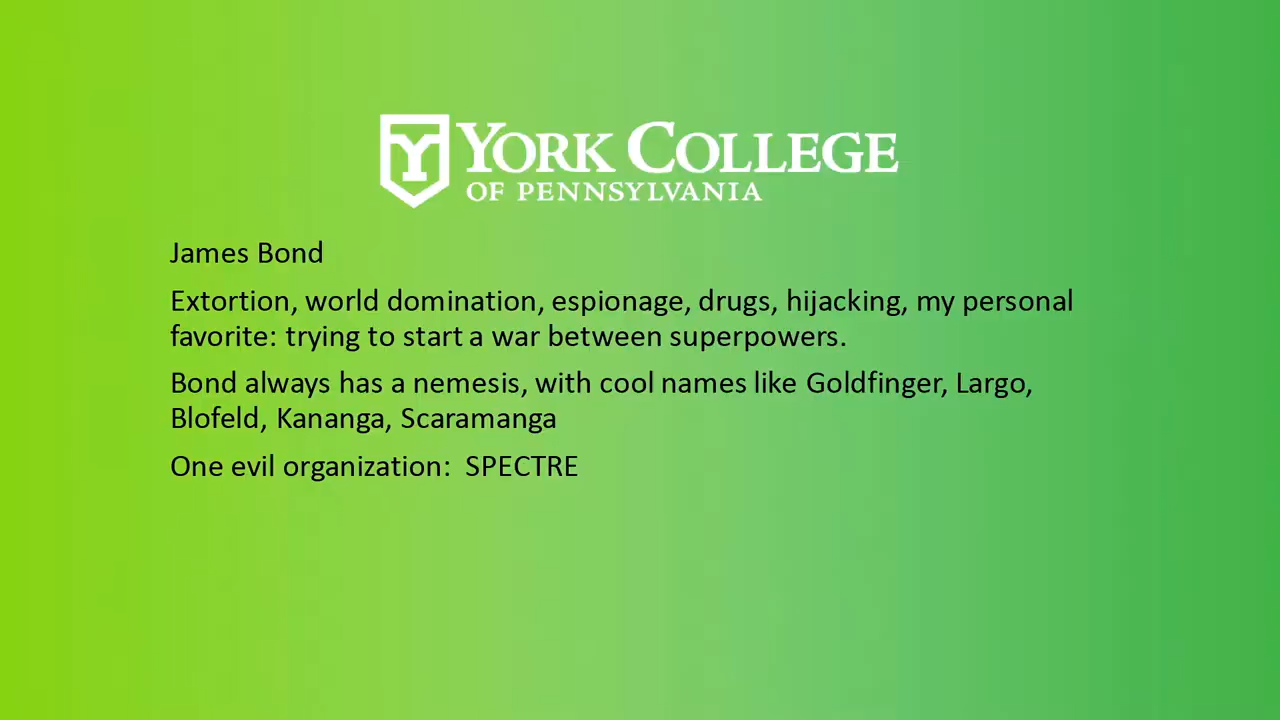 YORK COLLEGE
OF PENNSYLVANIA
James Bond
Extortion, world domination, espionage, drugs, hijacking, my personal
favorite: trying to start a war between superpowers.
Bond always has a nemesis, with cool names like Goldfinger, Largo,
Blofeld, Kananga, Scaramanga
One evil organization:  SPECTRE